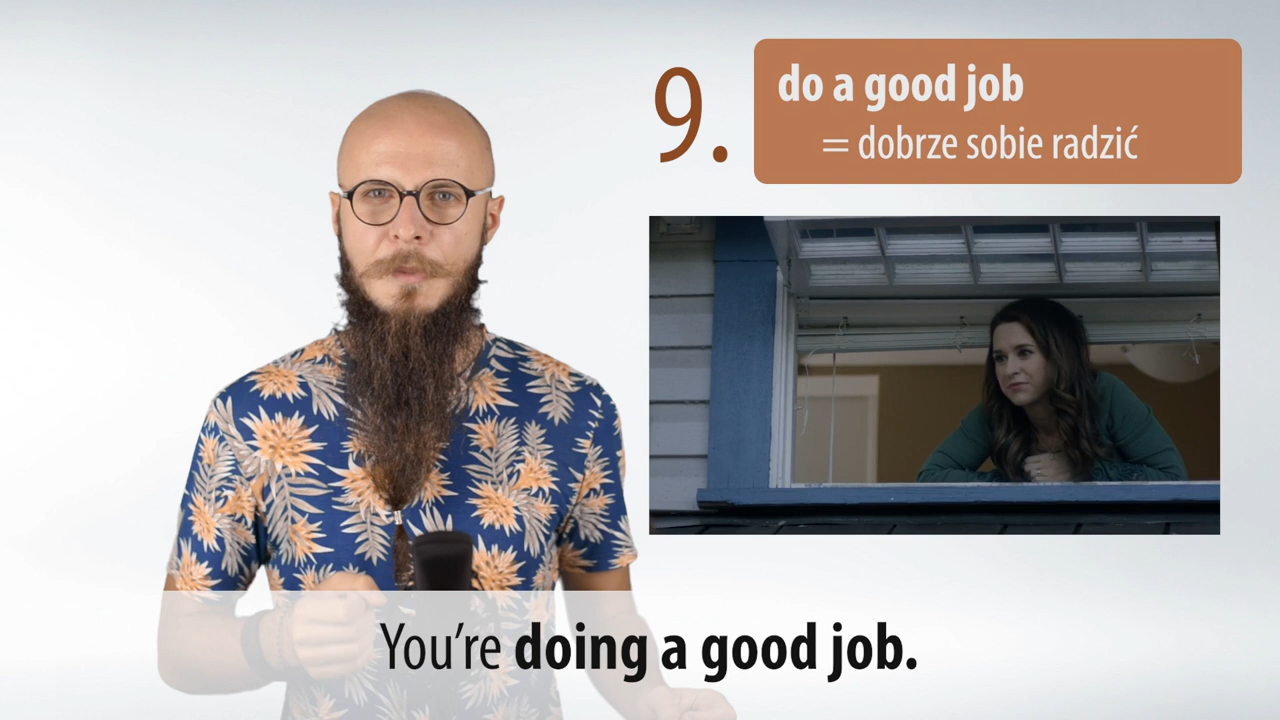 9.
do a good job
= dobrze sobie radzić
You're doing a good job.